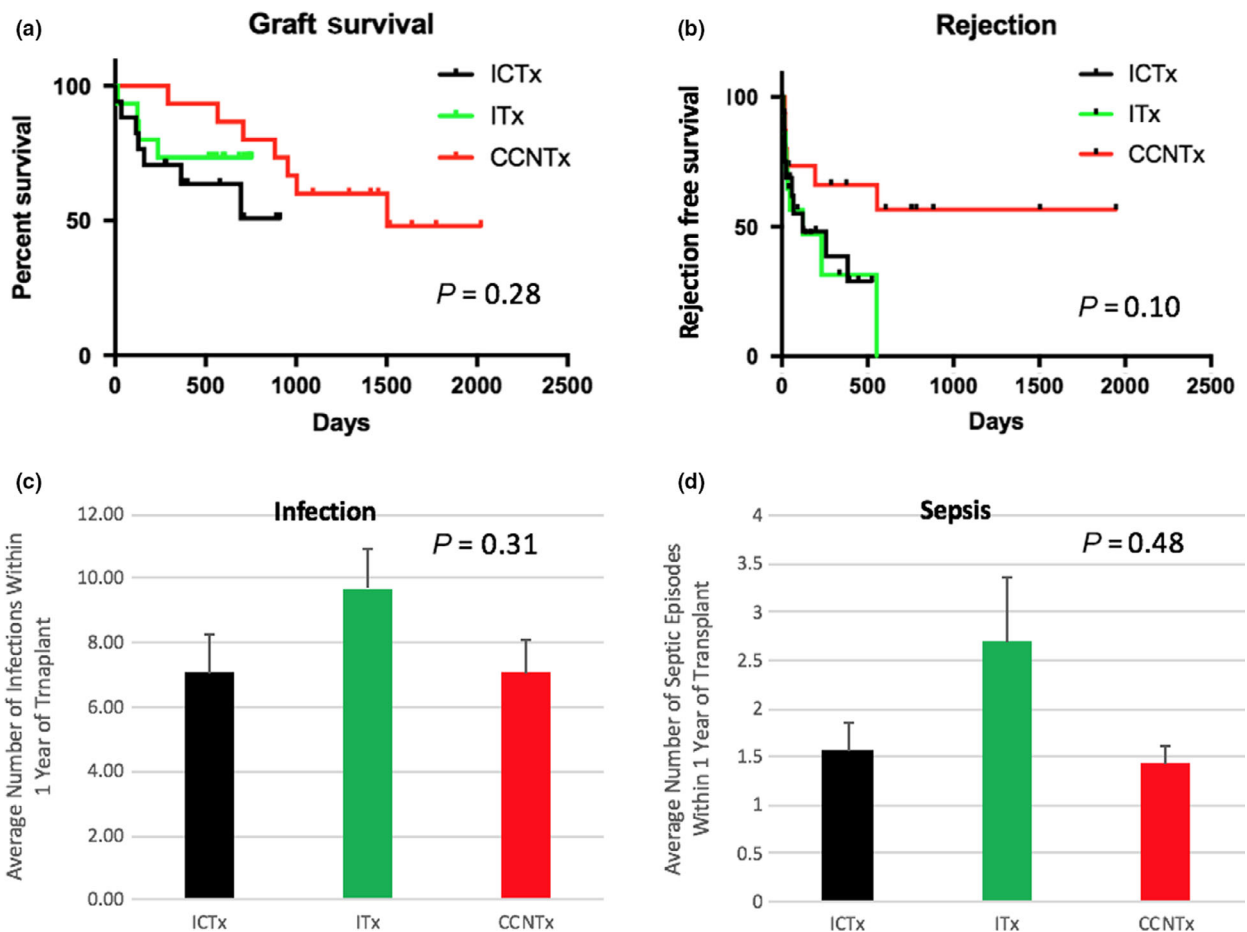 (a)
Graft survival
ICTx
ITx
CCNTx
100
50
0
Percent survival
P = 0.28
0 500 1000 1500 2000 2500
Days
(b)
Rejection
ICTx
ITx
CCNTx
100
50
0
Rejection free survival
P = 0.10
0 500 1000 1500 2000 2500
Days
(c)
Infection
P = 0.31
12.00
10.00
8.00
6.00
4.00
2.00
0.00
Average Number of Infections Within
1 Year of Trnaplant
ICTx ITx CCNTx
(d)
Sepsis
P = 0.48
4
3.5
3
2.5
2
1.5
1
0.5
0
Average Number of Septic Episodes
Within 1 Year of Transplant
ICTx ITx CCNTx